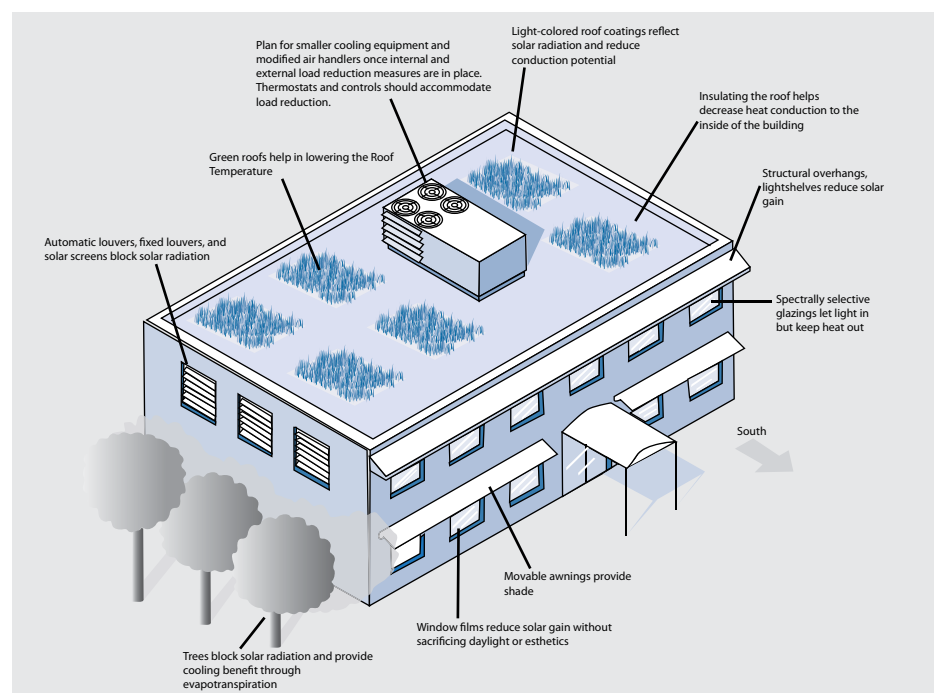 Light-colored roof coatings reflect
solar radiation and reduce
conduction potential
Plan for smaller cooling equipment and
modified air handlers once internal and
external load reduction measures are in place.
Thermostats and controls should accommodate
load reduction.
Insulating the roof helps
decrease heat conduction to the
inside of the building
Green roofs help in lowering the Roof
Temperature
Structural overhangs,
lightshelves reduce solar
gain
Automatic louvers, fixed louvers, and
solar screens block solar radiation
Spectrally selective
glazings let light in
but keep heat out
South
Movable awnings provide
shade
Window films reduce solar gain without
sacrificing daylight or esthetics
Trees block solar radiation and provide
cooling benefit through
evapotranspiration